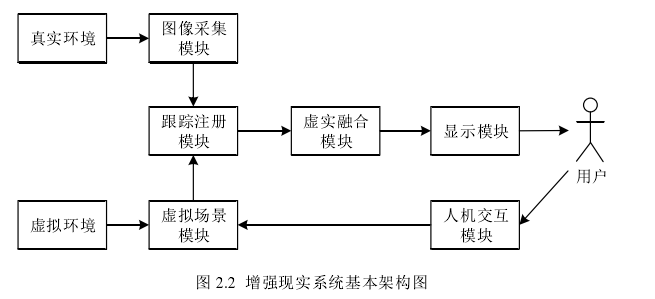 真实环境
图像采集
模块
跟踪注册
模块
虚实融合
模块
显示模块
用户
虚拟环境
虚拟场景
模块
人机交互
模块
图 2.2 增强现实系统基本架构图